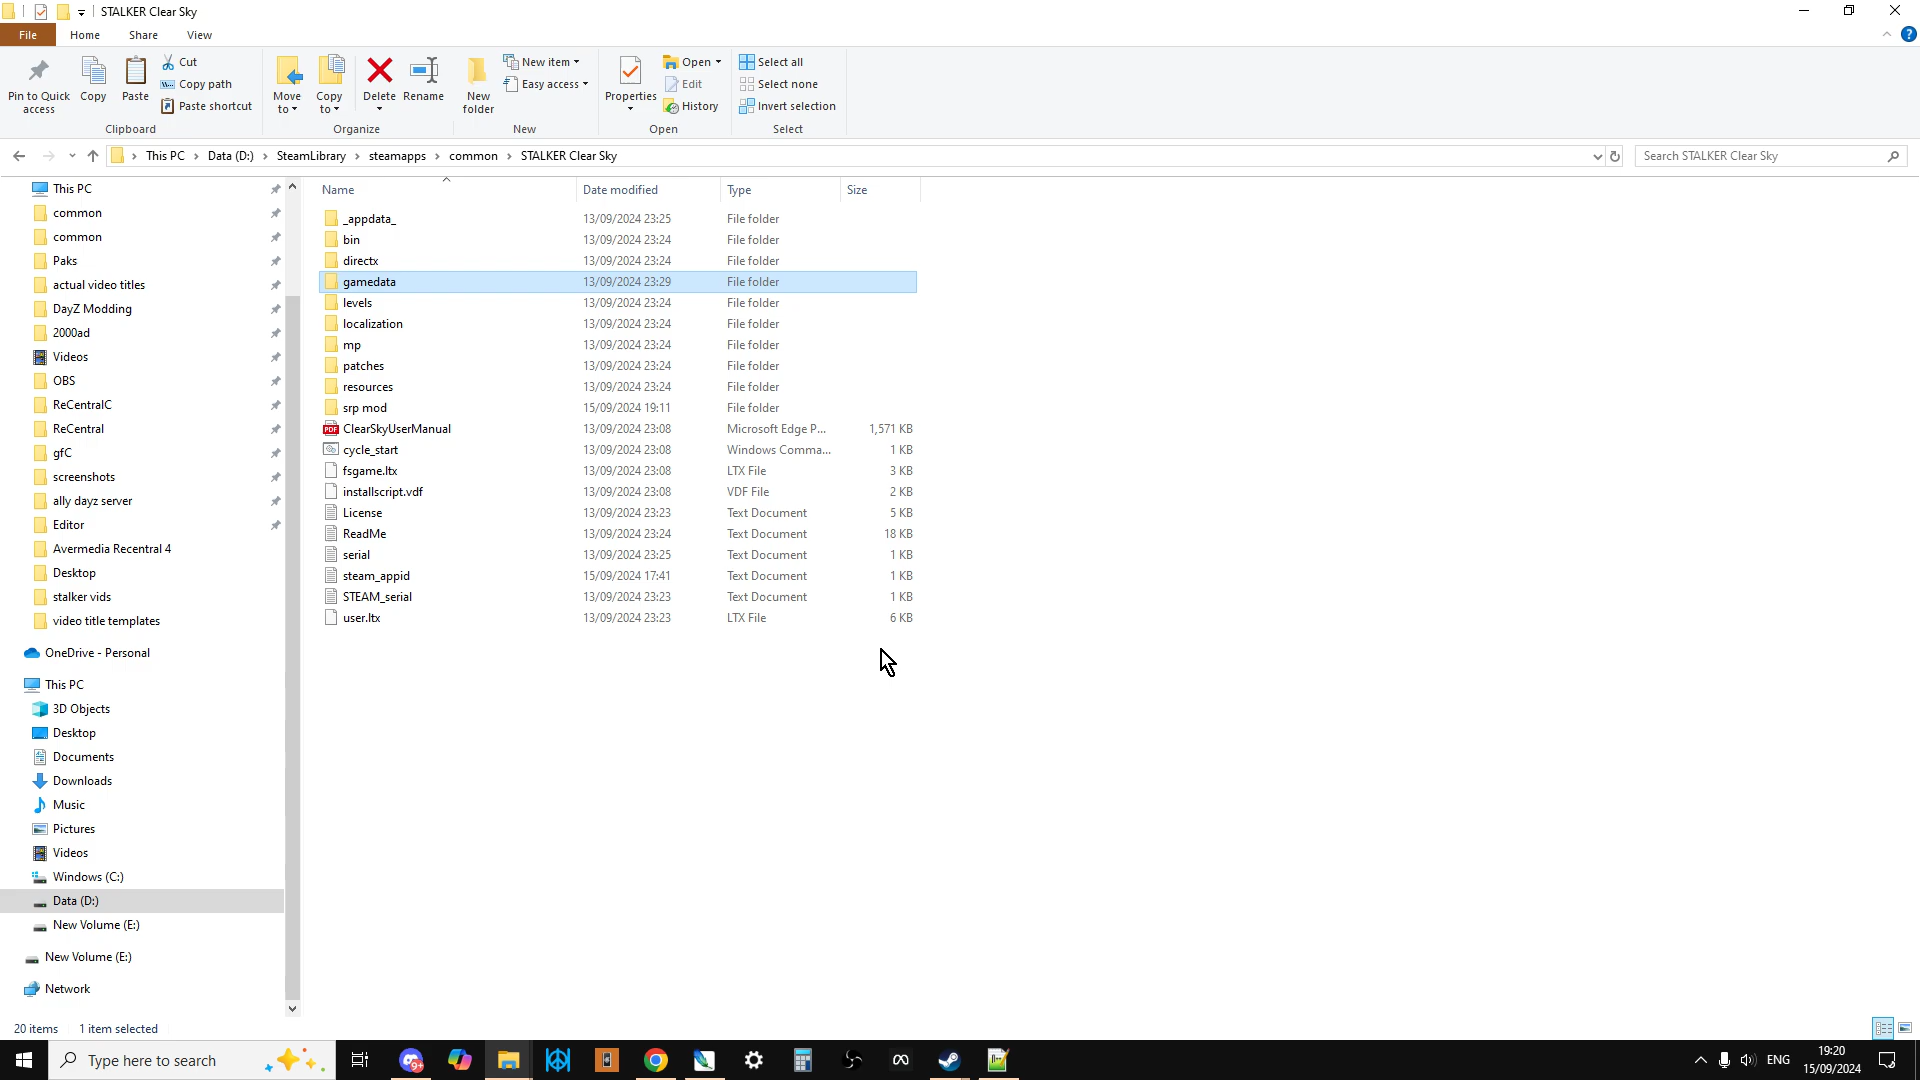 STALKER Clear Sky
File Home Share View
Pin to Quick access
Copy
Paste
Cut
Copy path
Paste shortcut
Clipboard
Move to
Copy to
Delete
Rename
Organize
New folder
New item
Easy access
New
Properties
Open
Edit
History
Open
Select all
Select none
Invert selection
Select
This PC > Data (D:) > SteamLibrary > steamapps > common > STALKER Clear Sky
Search STALKER Clear Sky
This PC
common
common
Paks
actual video titles
DayZ Modding
2000ad
Videos
OBS
ReCentralC
ReCentral
gfC
screenshots
ally dayz server
Editor
Avermedia Recentral 4
Desktop
stalker vids
video title templates
OneDrive - Personal
This PC
3D Objects
Desktop
Documents
Downloads
Music
Pictures
Videos
Windows (C:)
Data (D:)
New Volume (E:)
New Volume (E:)
Network
Name Date modified Type Size
_appdata_ 13/09/2024 23:25 File folder
bin 13/09/2024 23:24 File folder
directx 13/09/2024 23:24 File folder
gamedata 13/09/2024 23:29 File folder
levels 13/09/2024 23:24 File folder
localization 13/09/2024 23:24 File folder
mp 13/09/2024 23:24 File folder
patches 13/09/2024 23:24 File folder
resources 13/09/2024 23:24 File folder
srp mod 15/09/2024 19:11 File folder
PDF ClearSkyUserManual 13/09/2024 23:08 Microsoft Edge P... 1,571 KB
cycle_start 13/09/2024 23:08 Windows Comma... 1 KB
fsgame.ltx 13/09/2024 23:08 LTX File 3 KB
installscript.vdf 13/09/2024 23:08 VDF File 2 KB
License 13/09/2024 23:23 Text Document 5 KB
ReadMe 13/09/2024 23:24 Text Document 18 KB
serial 13/09/2024 23:25 Text Document 1 KB
steam_appid 15/09/2024 17:41 Text Document 1 KB
STEAM_serial 13/09/2024 23:23 Text Document 1 KB
user.ltx 13/09/2024 23:23 LTX File 6 KB
20 items 1 item selected
Type here to search
ENG
19:20
15/09/2024